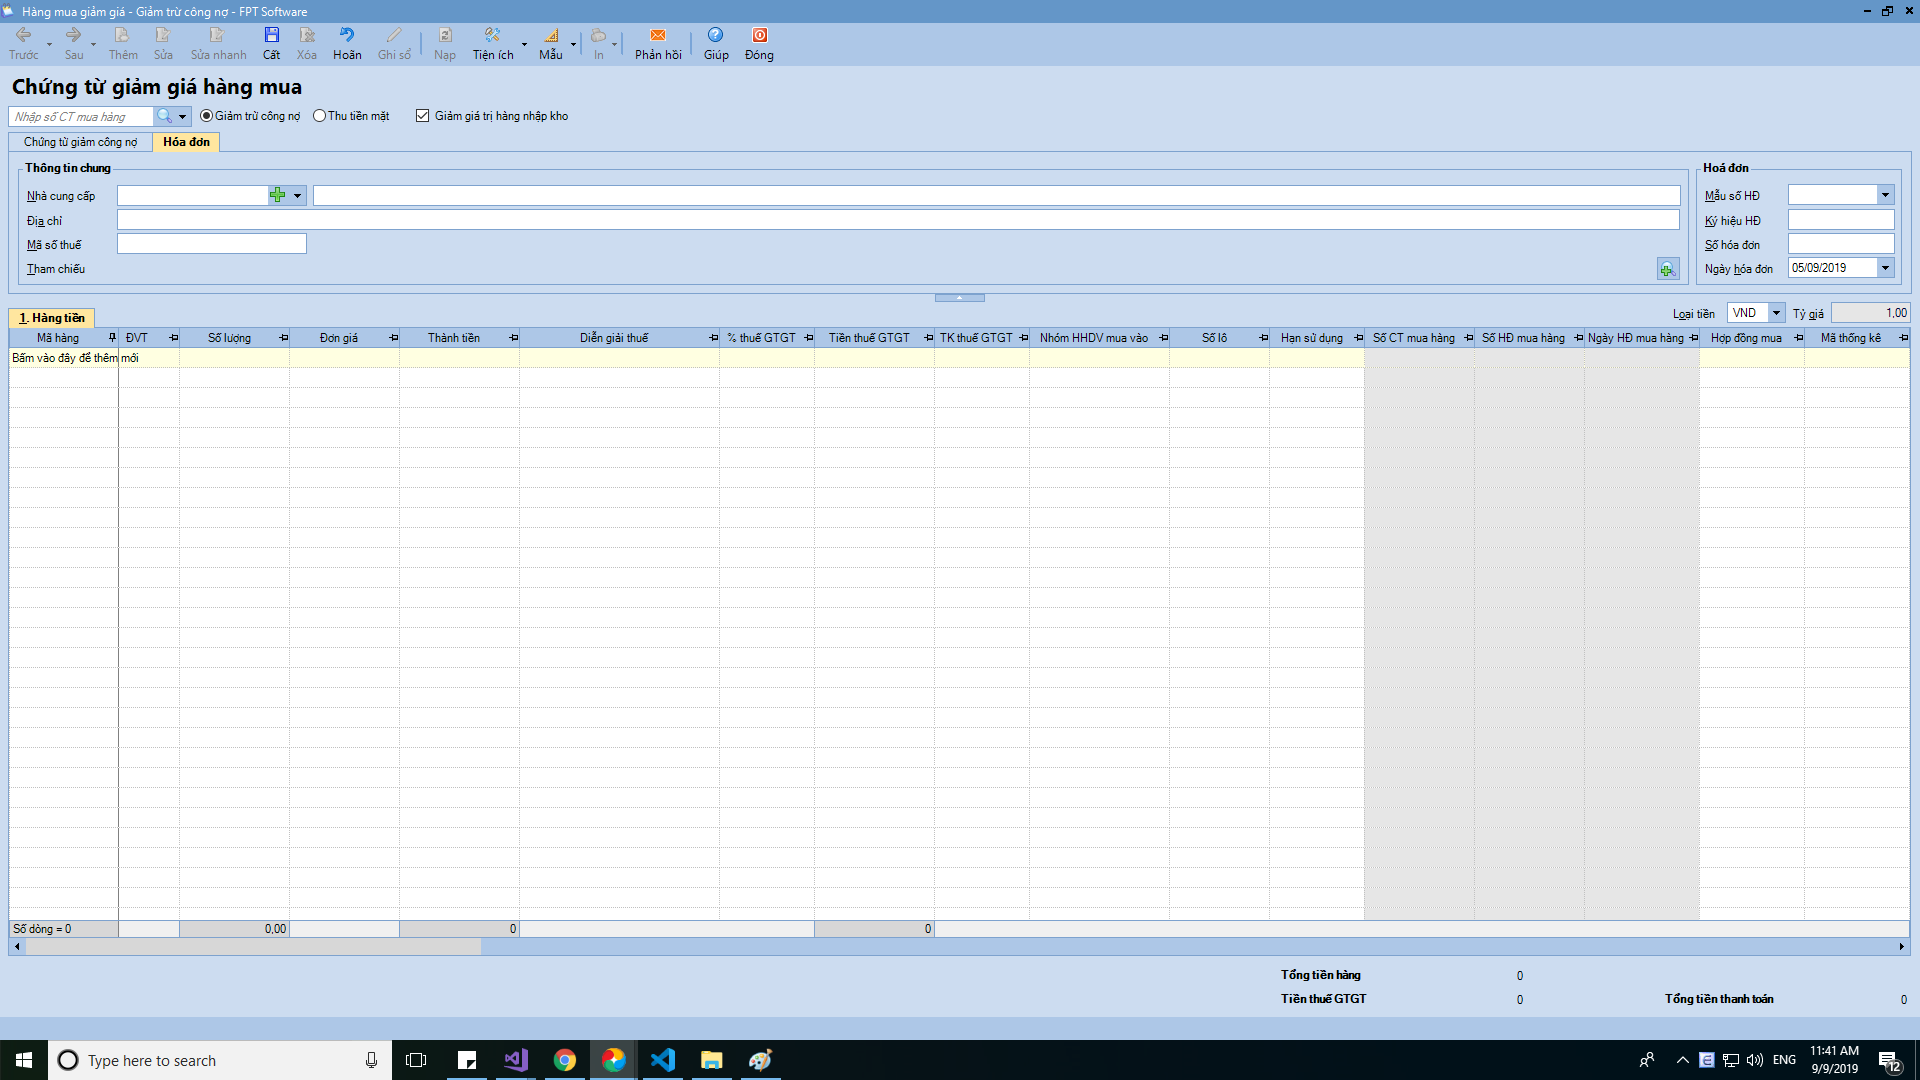 Hàng mua giảm giá - Giảm trừ công nợ - FPT Software
Trước Sau Thêm Sửa Sửa nhanh Cất Xóa Hoãn Ghi sổ Nạp Tiện ích Mẫu In Phản hồi Giúp Đóng
Chứng từ giảm giá hàng mua
Nhập số CT mua hàng Giảm trừ công nợ Thu tiền mặt Giảm giá trị hàng nhập kho
Chứng từ giảm công nợ Hóa đơn
Thông tin chung Hoá đơn
Nhà cung cấp Mẫu số HĐ
Địa chỉ Ký hiệu HĐ
Mã số thuế Số hóa đơn
Tham chiếu Ngày hóa đơn 05/09/2019
1. Hàng tiền Loại tiền VND Tỷ giá 1,00
Mã hàng ĐVT Số lượng Đơn giá Thành tiền Diễn giải thuế % thuế GTGT Tiền thuế GTGT TK thuế GTGT Nhóm HHDV mua vào Số lô Hạn sử dụng Số CT mua hàng Số HĐ mua hàng Ngày HĐ mua hàng Hợp đồng mua Mã thống kê
Bấm vào đây để thêm mới
Số dòng = 0 0,00 0 0
Tổng tiền hàng 0
Tiền thuế GTGT 0 Tổng tiền thanh toán 0
Type here to search ENG 11:41 AM
9/9/2019 12